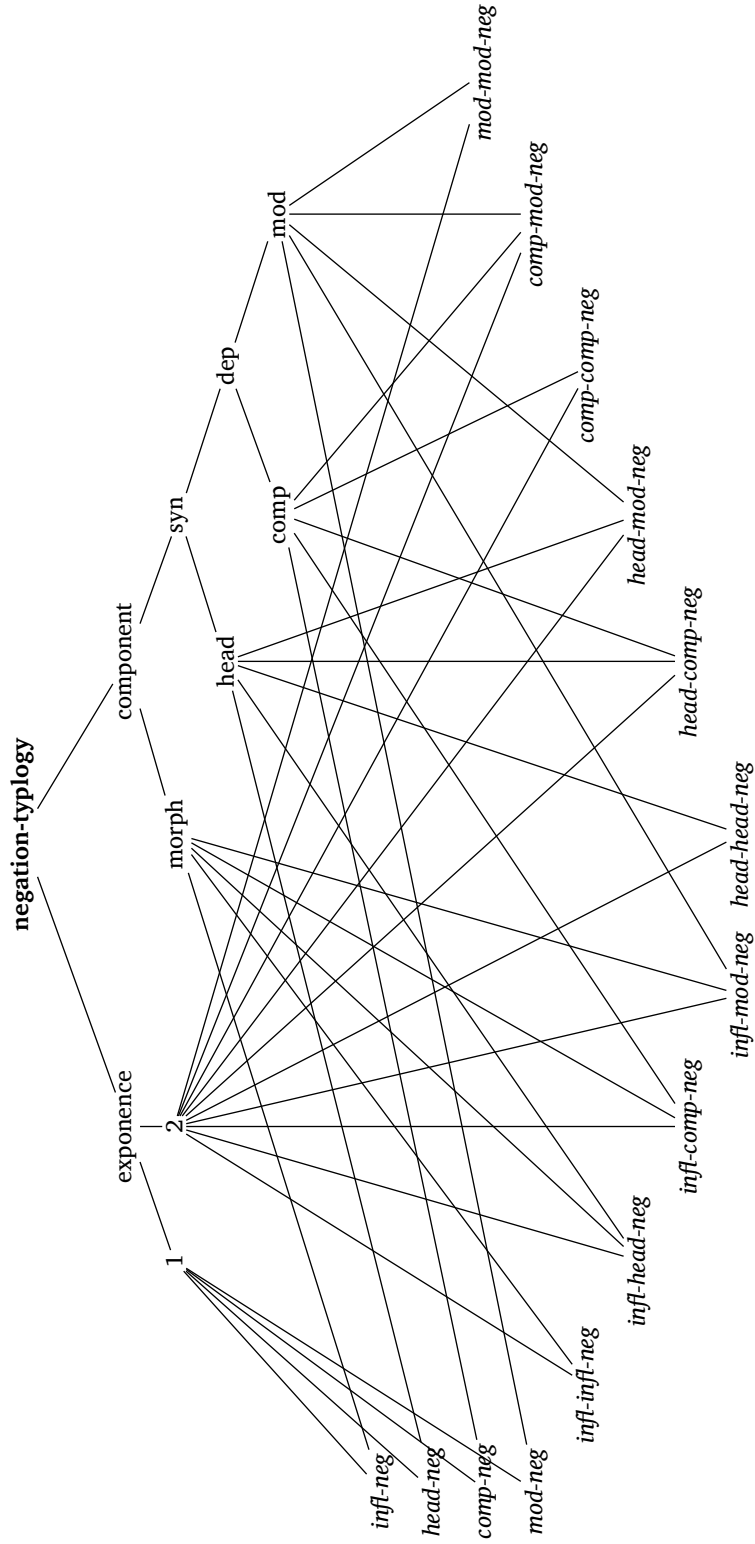 negation-typlogy
exponence
component
1
2
morph
syn
head
dep
comp
mod
infl-neg
head-neg
comp-neg
mod-neg
infl-infl-neg
infl-head-neg
infl-comp-neg
infl-mod-neg
head-head-neg
head-comp-neg
head-mod-neg
comp-comp-neg
comp-mod-neg
mod-mod-neg